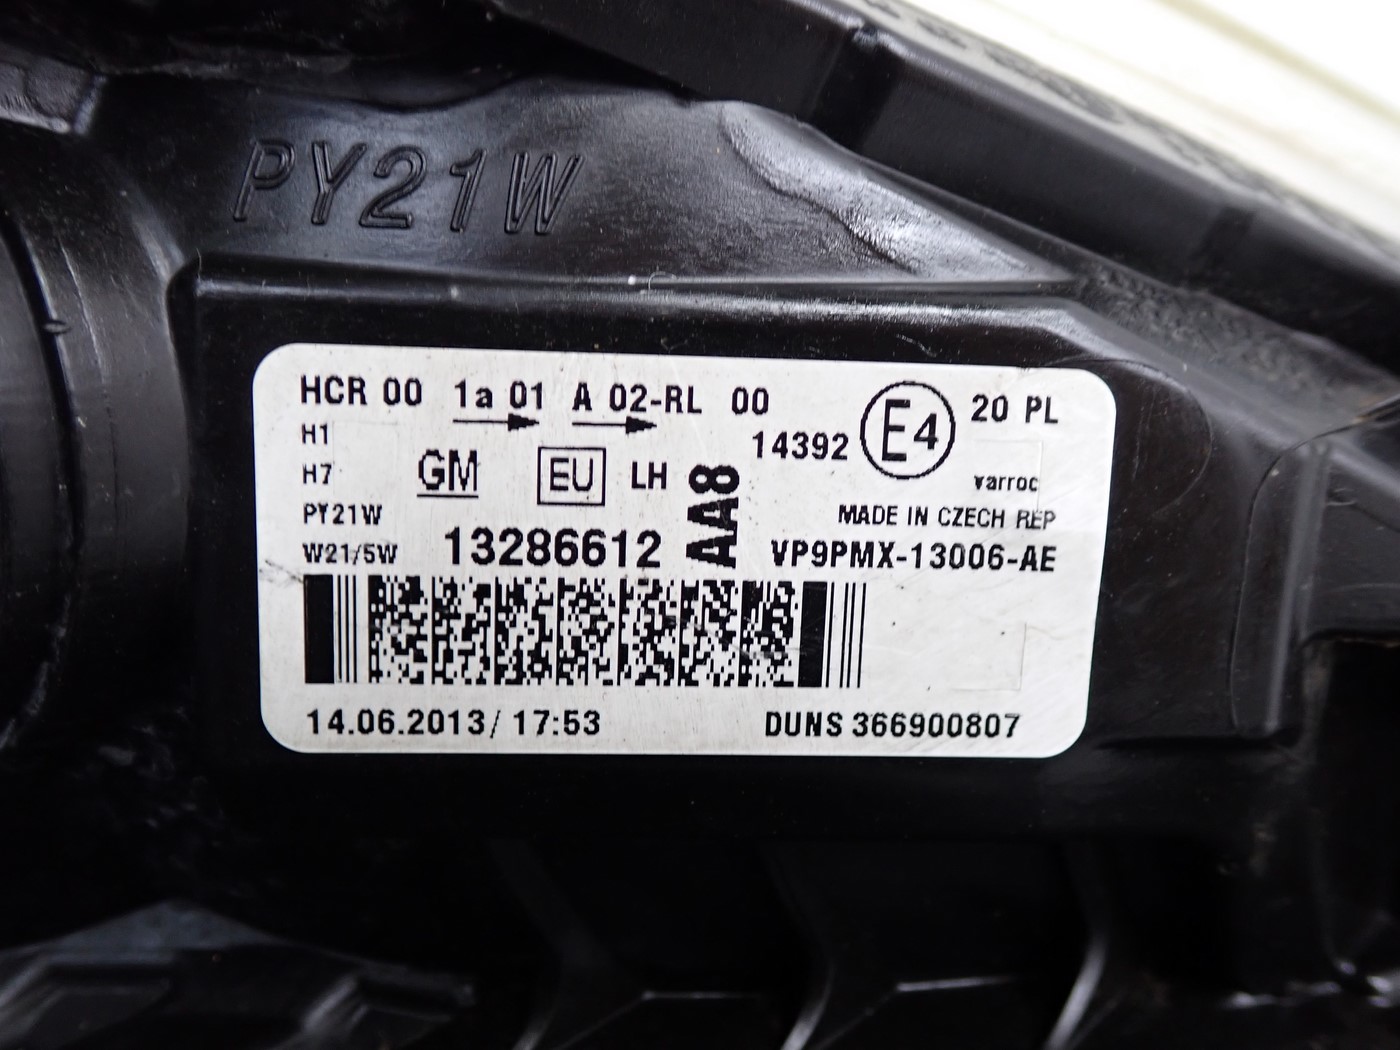 PY21W
HCR 00 1a 01 A 02-RL 00
14392 E4 20 PL
H1
H7 GM EU LH AA8
varroc
PY21W MADE IN CZECH REP
W21/5W 13286612 VP9PMX-13006-AE
14.06.2013/ 17:53 DUNS 366900807